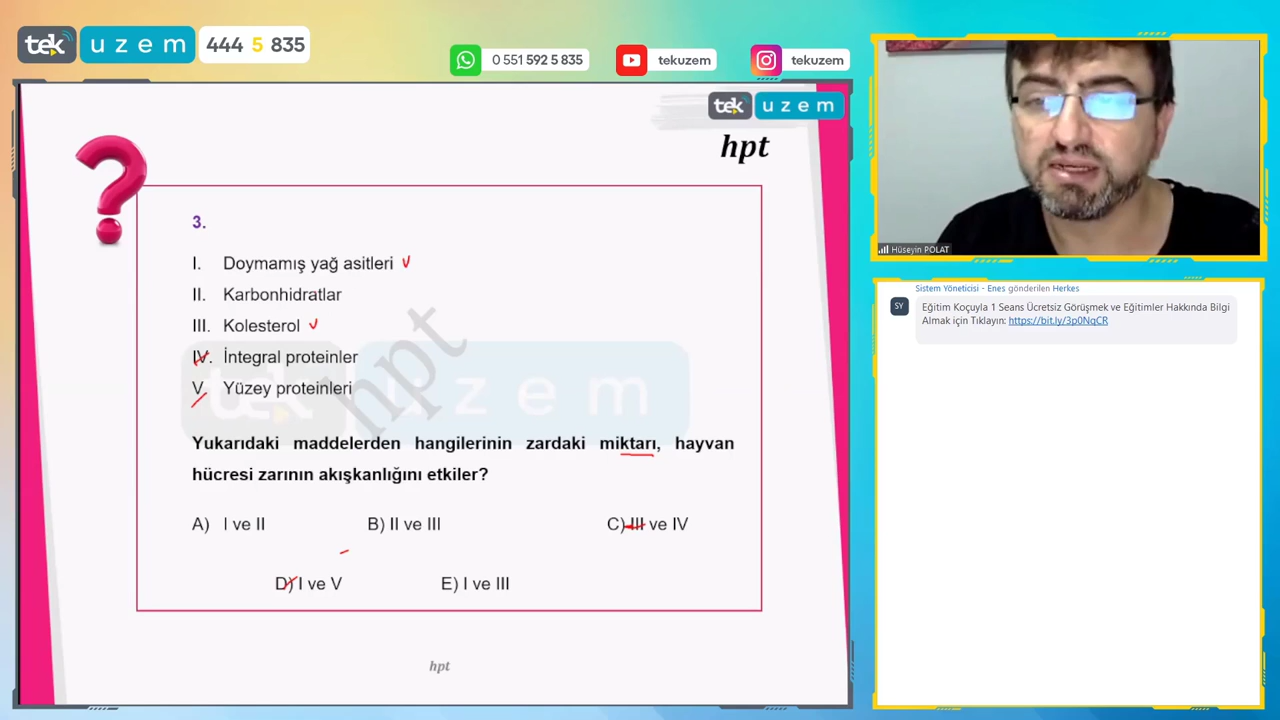 tek uzem 444 5 835
0 551 592 5 835
tekuzem
tekuzem
tek uzem
hpt
3.
I. Doymamış yağ asitleri
II. Karbonhidratlar
III. Kolesterol
IV. İntegral proteinler
V. Yüzey proteinleri
hpt
tek uzem
Yukarıdaki maddelerden hangilerinin zardaki miktarı, hayvan
hücresi zarının akışkanlığını etkiler?
A) I ve II B) II ve III C) III ve IV
D) I ve V E) I ve III
hpt
Hüseyin POLAT
Sistem Yöneticisi - Enes gönderilen Herkes
SY
Eğitim Koçuyla 1 Seans Ücretsiz Görüşmek ve Eğitimler Hakkında Bilgi
Almak için Tıklayın: https://bit.ly/3p0NqCR